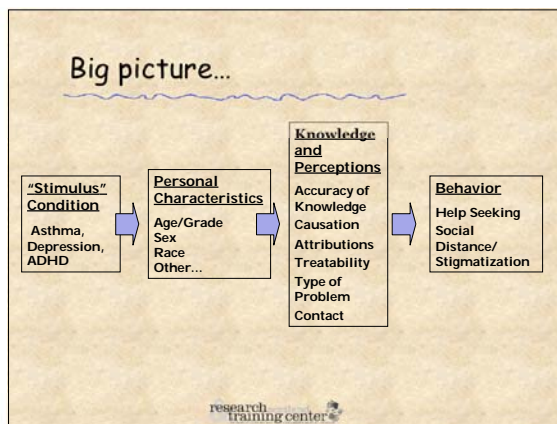 Big picture…
"Stimulus"
Condition
Asthma,
Depression,
ADHD
Personal
Characteristics
Age/Grade
Sex
Race
Other…
Knowledge
and
Perceptions
Accuracy of
Knowledge
Causation
Attributions
Treatability
Type of
Problem
Contact
Behavior
Help Seeking
Social
Distance/
Stigmatization
research
training center